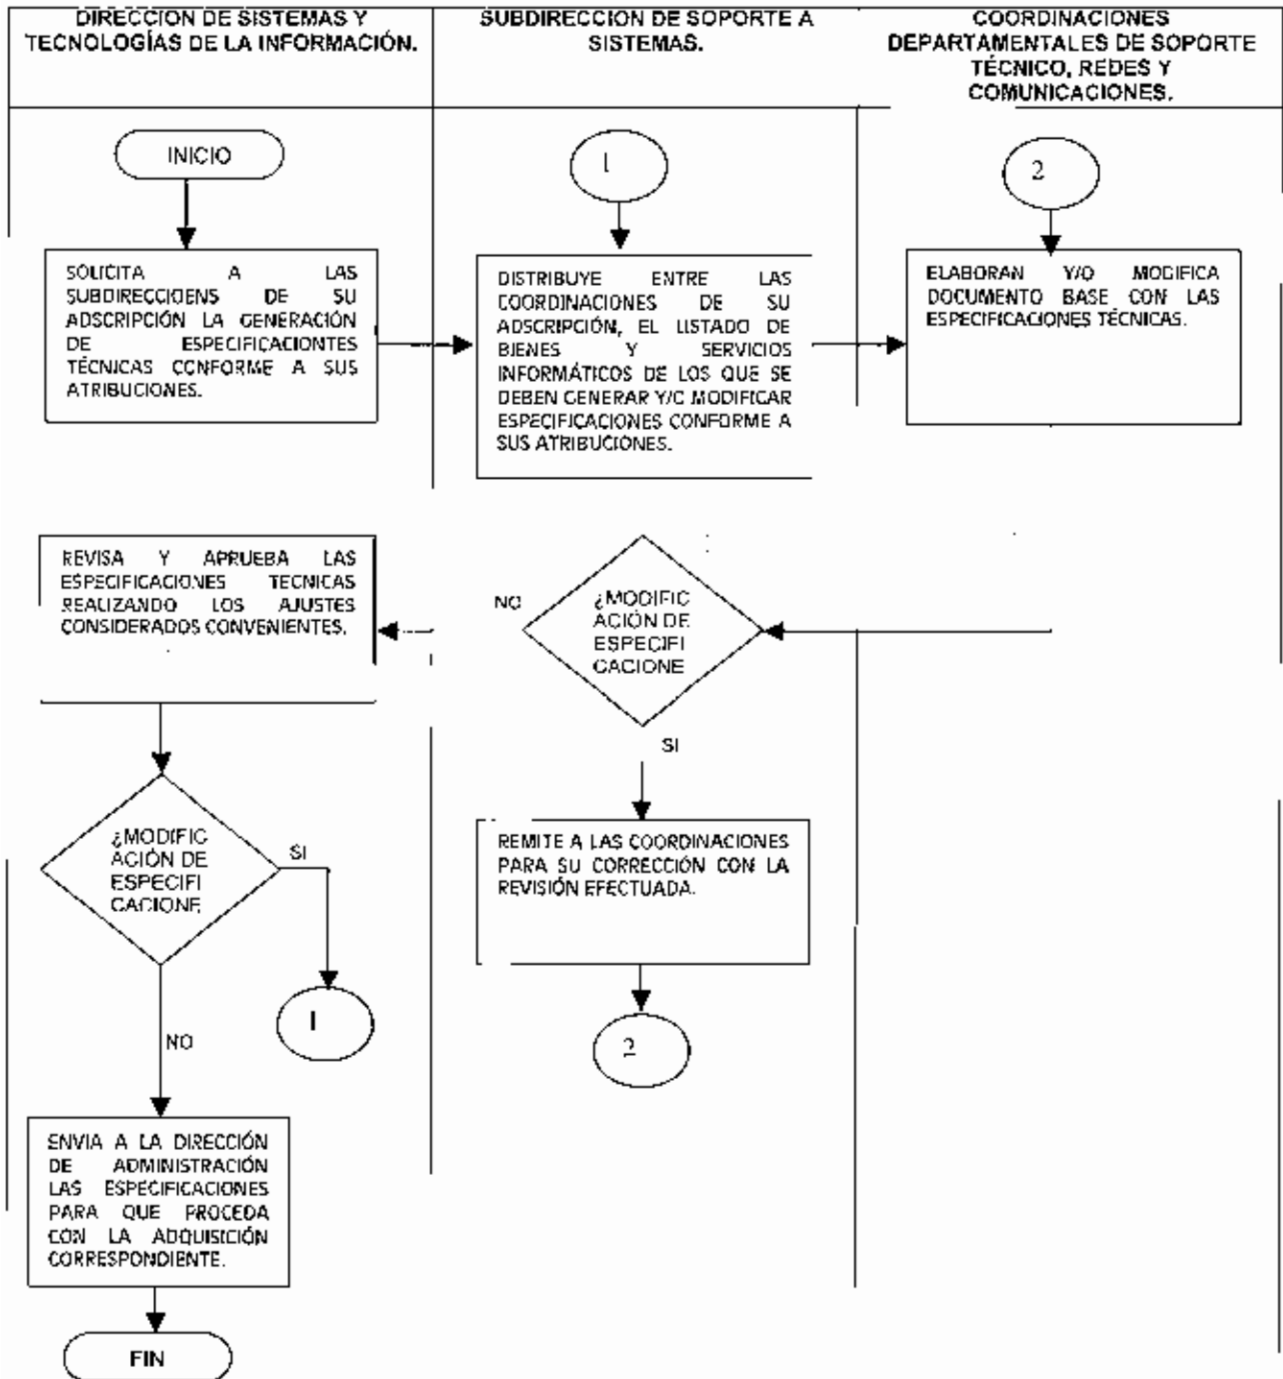 DIRECCION DE SISTEMAS Y
TECNOLOGÍAS DE LA INFORMACIÓN.
SUBDIRECCION DE SOPORTE A
SISTEMAS.
COORDINACIONES
DEPARTAMENTALES DE SOPORTE
TÉCNICO, REDES Y
COMUNICACIONES.
INICIO
1
2
SOLICITA A LAS
SUBDIRECCIOENS DE SU
ADSCRIPCIÓN LA GENERACIÓN
DE ESPECIFICACIONTES
TÉCNICAS CONFORME A SUS
ATRIBUCIONES.
DISTRIBUYE ENTRE LAS
COORDINACIONES DE SU
ADSCRIPCIÓN, EL LISTADO DE
BIENES Y SERVICIOS
INFORMÁTICOS DE LOS QUE SE
DEBEN GENERAR Y/C MODIFICAR
ESPECIFICACIONES CONFORME A
SUS ATRIBUCIONES.
ELABORAN Y/O MODIFICA
DOCUMENTO BASE CON LAS
ESPECIFICACIONES TÉCNICAS.
REVISA Y APRUEBA LAS
ESPECIFICACIONES TECNICAS
REALIZANDO LOS AJUSTES
CONSIDERADOS CONVENIENTES.
NO
¿MODIFIC
ACIÓN DE
ESPECIFI
CACIONE
SI
¿MODIFIC
ACIÓN DE
ESPECIFI
CACIONE
SI
REMITE A LAS COORDINACIONES
PARA SU CORRECCIÓN CON LA
REVISIÓN EFECTUADA.
1
NO
2
ENVIA A LA DIRECCIÓN
DE ADMINISTRACIÓN
LAS ESPECIFICACIONES
PARA QUE PROCEDA
CON LA ADQUISICIÓN
CORRESPONDIENTE.
FIN